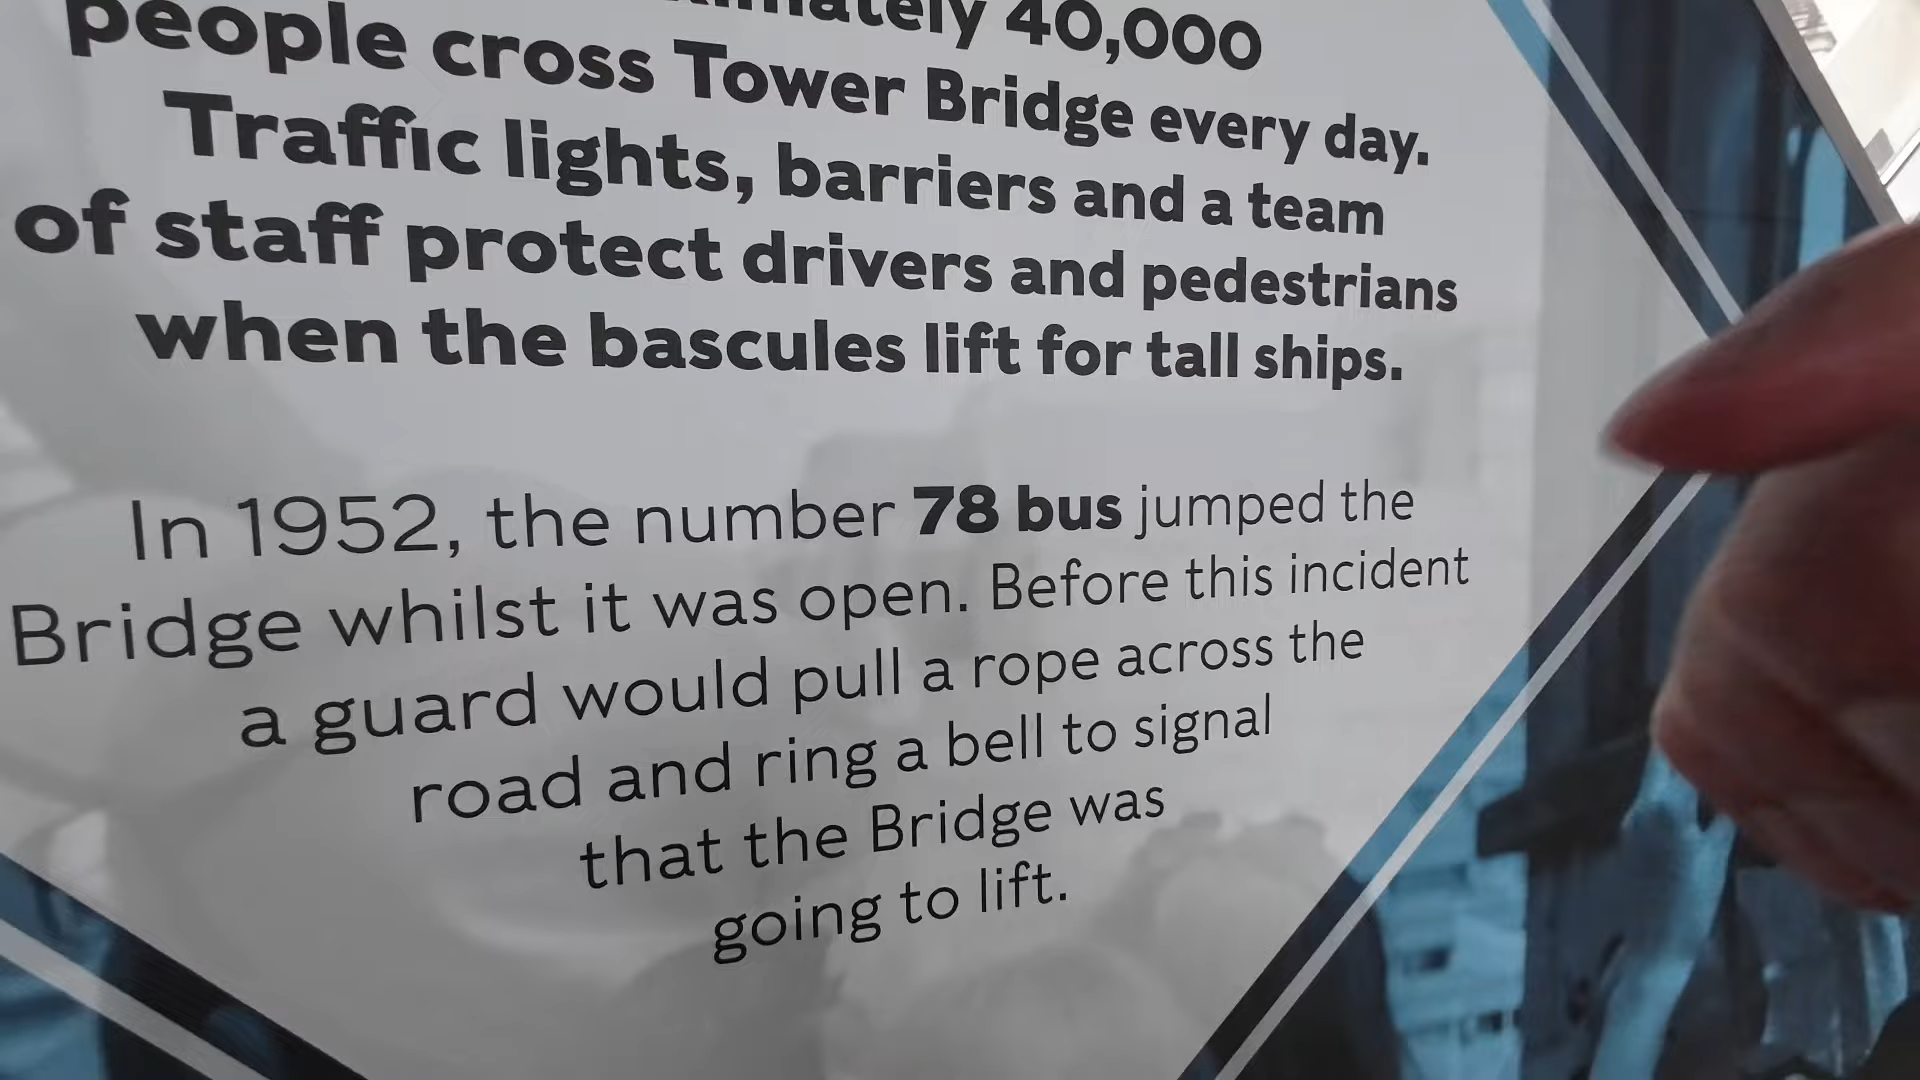 40,000
people cross Tower Bridge every day.
Traffic lights, barriers and a team
of staff protect drivers and pedestrians
when the bascules lift for tall ships.
In 1952, the number 78 bus jumped the
Bridge whilst it was open. Before this incident
a guard would pull a rope across the
road and ring a bell to signal
that the Bridge was
going to lift.